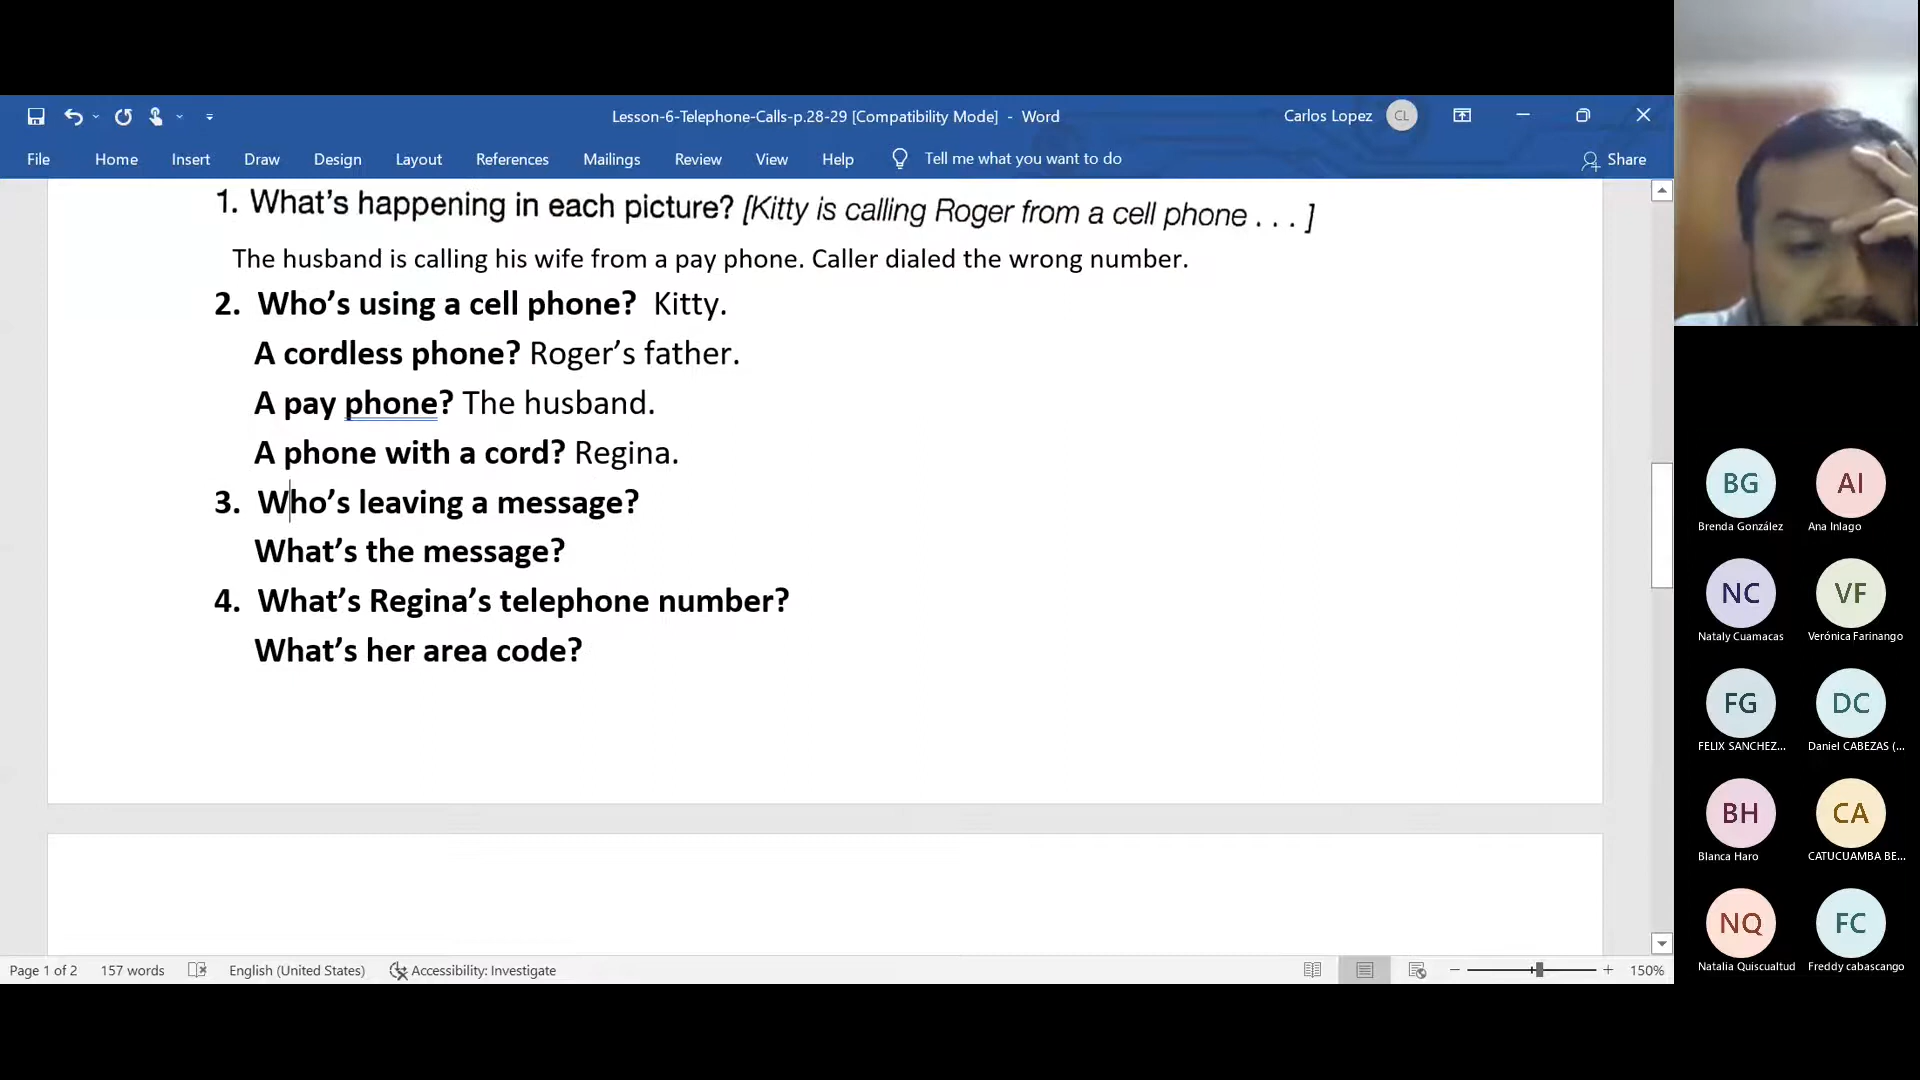 Lesson-6-Telephone-Calls-p.28-29 [Compatibility Mode] - Word
Carlos Lopez
CL
File Home Insert Draw Design Layout References Mailings Review View Help Tell me what you want to do Share
1. What's happening in each picture? [Kitty is calling Roger from a cell phone . . . ]
The husband is calling his wife from a pay phone. Caller dialed the wrong number.
2. Who’s using a cell phone? Kitty.
A cordless phone? Roger’s father.
A pay phone? The husband.
A phone with a cord? Regina.
3. Who’s leaving a message?
What’s the message?
4. What’s Regina’s telephone number?
What’s her area code?
Page 1 of 2 157 words English (United States) Accessibility: Investigate 150%
BG AI
Brenda González Ana Inlago
NC VF
Nataly Cuamacas Verónica Farinango
FG DC
FELIX SANCHEZ... Daniel CABEZAS (...
BH CA
Blanca Haro CATUCUAMBA BE...
NQ FC
Natalia Quiscualtud Freddy cabascango